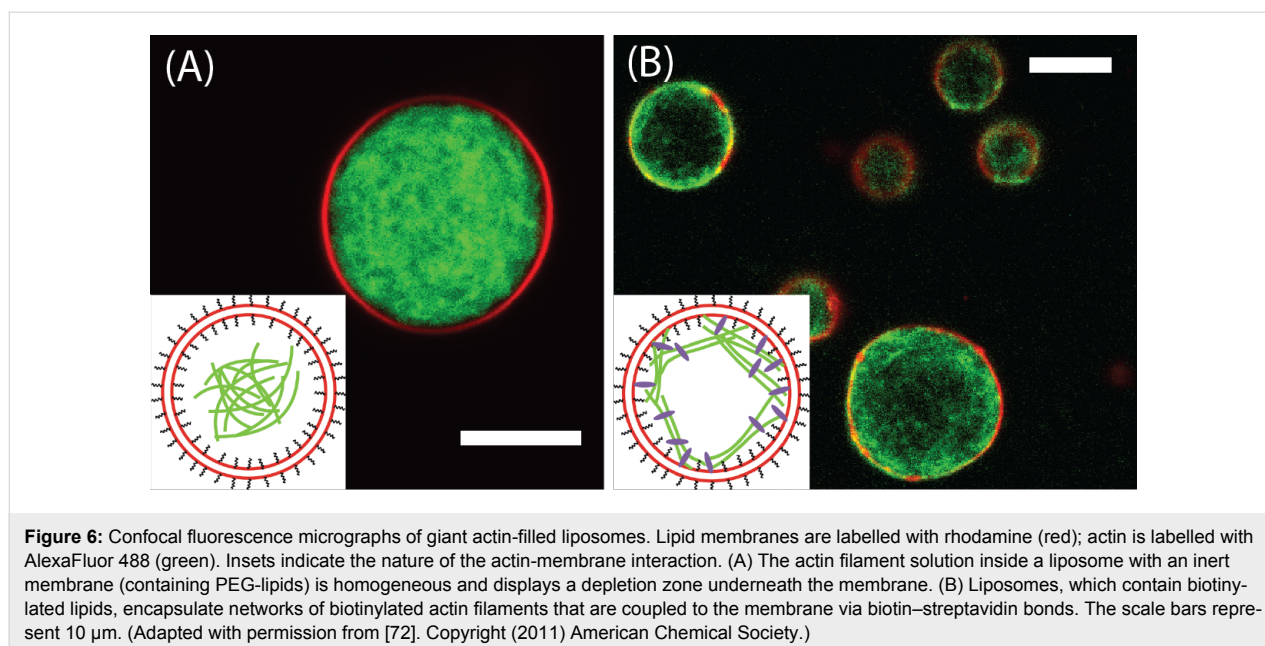 (A)
(B)
Figure 6: Confocal fluorescence micrographs of giant actin-filled liposomes. Lipid membranes are labelled with rhodamine (red); actin is labelled with
AlexaFluor 488 (green). Insets indicate the nature of the actin-membrane interaction. (A) The actin filament solution inside a liposome with an inert
membrane (containing PEG-lipids) is homogeneous and displays a depletion zone underneath the membrane. (B) Liposomes, which contain biotiny-
lated lipids, encapsulate networks of biotinylated actin filaments that are coupled to the membrane via biotin–streptavidin bonds. The scale bars repre-
sent 10 µm. (Adapted with permission from [72]. Copyright (2011) American Chemical Society.)